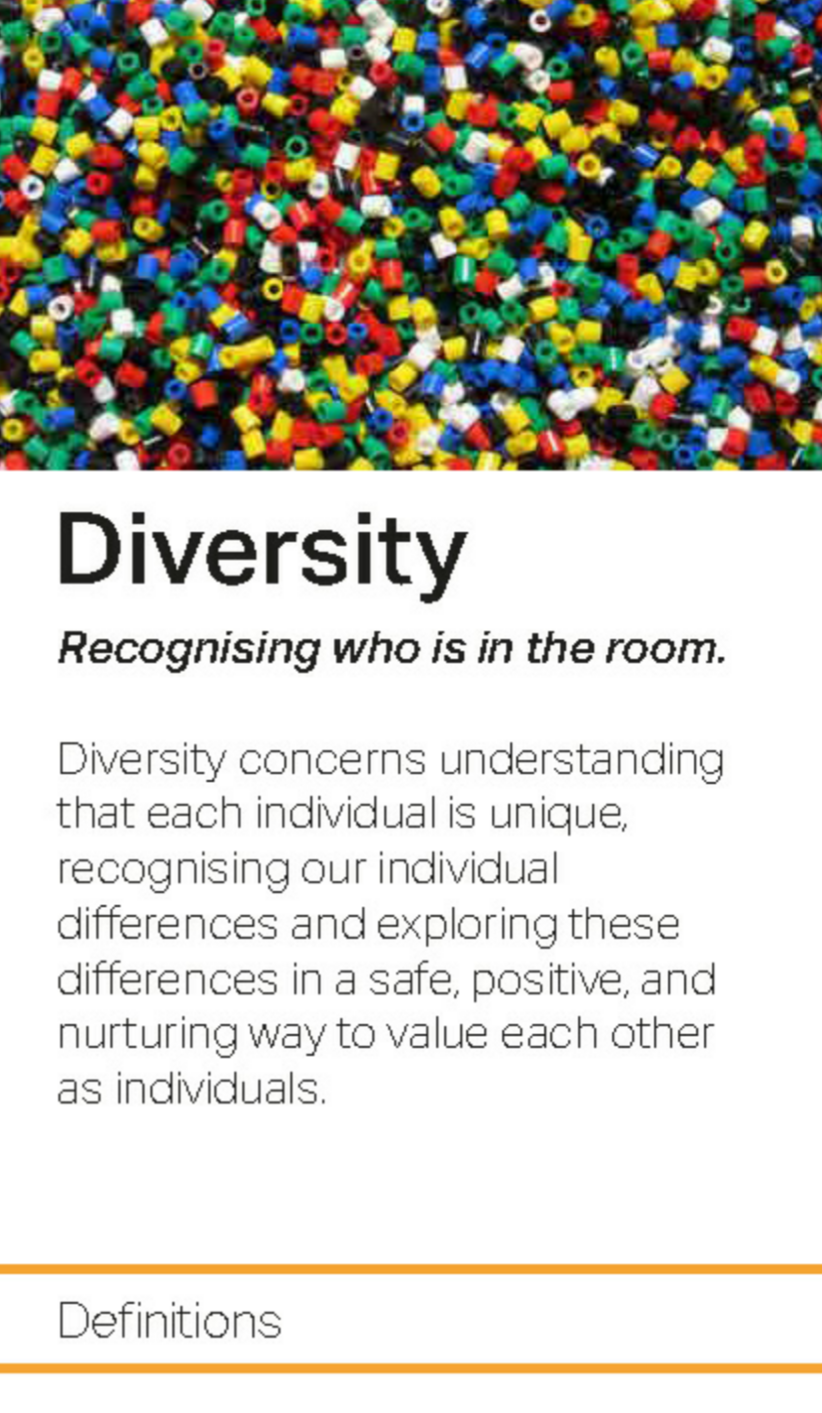 Diversity
Recognising who is in the room.
Diversity concerns understanding
that each individual is unique,
recognising our individual
differences and exploring these
differences in a safe, positive, and
nurturing way to value each other
as individuals.
Definitions